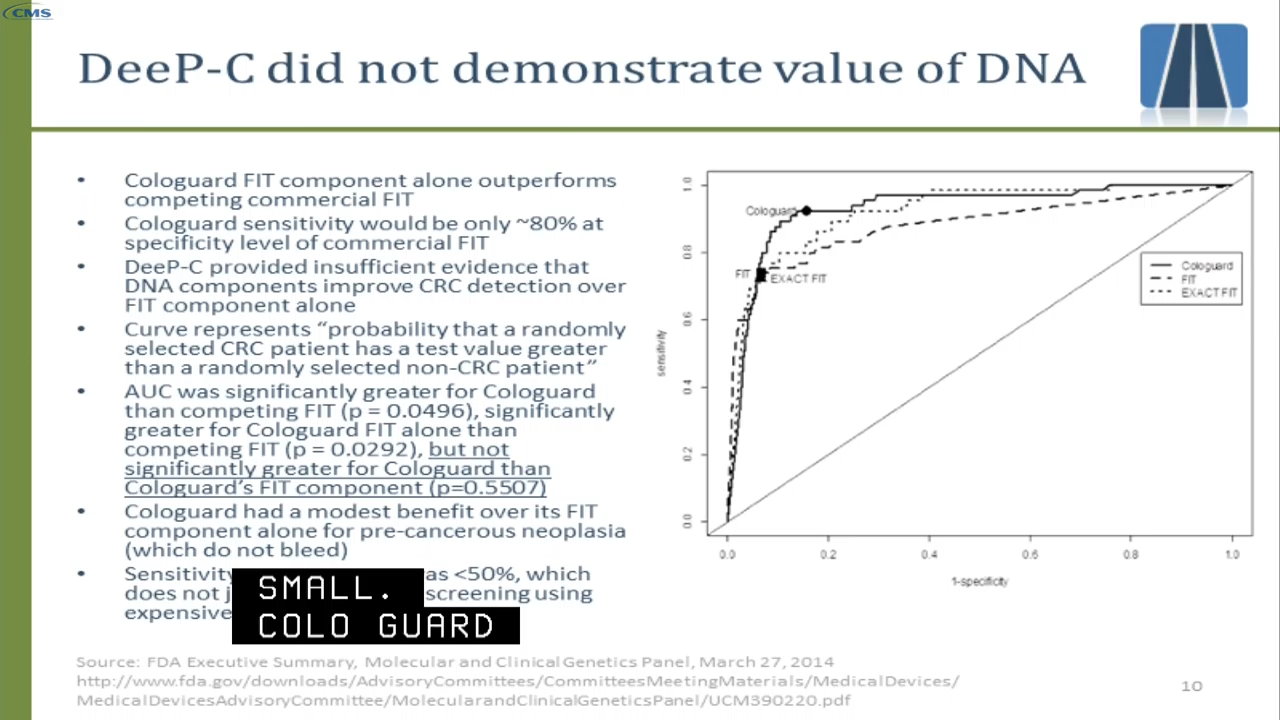 CMS
DeeP-C did not demonstrate value of DNA
• Cologuard FIT component alone outperforms
competing commercial FIT
• Cologuard sensitivity would be only ~80% at
specificity level of commercial FIT
• DeeP-C provided insufficient evidence that
DNA components improve CRC detection over
FIT component alone
• Curve represents “probability that a randomly
selected CRC patient has a test value greater
than a randomly selected non-CRC patient”
• AUC was significantly greater for Cologuard
than competing FIT (p = 0.0496), significantly
greater for Cologuard FIT alone than
competing FIT (p = 0.0292), but not
significantly greater for Cologuard than
Cologuard’s FIT component (p=0.5507)
• Cologuard had a modest benefit over its FIT
component alone for pre-cancerous neoplasia
(which do not bleed)
• Sensitivity as <50%, which
does not screening using
expensive
SMALL.
COLO GUARD
1.0
0.8
0.6
0.4
0.2
0.0
sensitivity
Cologuard
FIT
EXACT FIT
Cologuard
FIT
EXACT FIT
0.0 0.2 0.4 0.6 0.8 1.0
1-specificity
Source: FDA Executive Summary, Molecular and Clinical Genetics Panel, March 27, 2014
http://www.fda.gov/downloads/AdvisoryCommittees/CommitteesMeetingMaterials/MedicalDevices/
MedicalDevicesAdvisoryCommittee/MolecularandClinicalGeneticsPanel/UCM390220.pdf
10